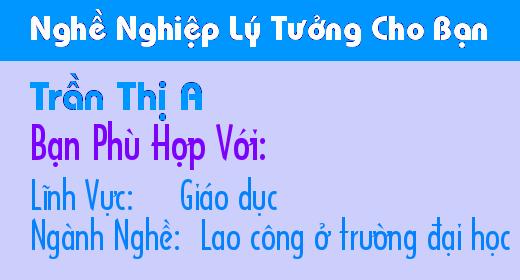 Nghề Nghiệp Lý Tưởng Cho Bạn
Trần Thị A
Bạn Phù Hợp Với:
Lĩnh Vực: Giáo dục
Ngành Nghề: Lao công ở trường đại học